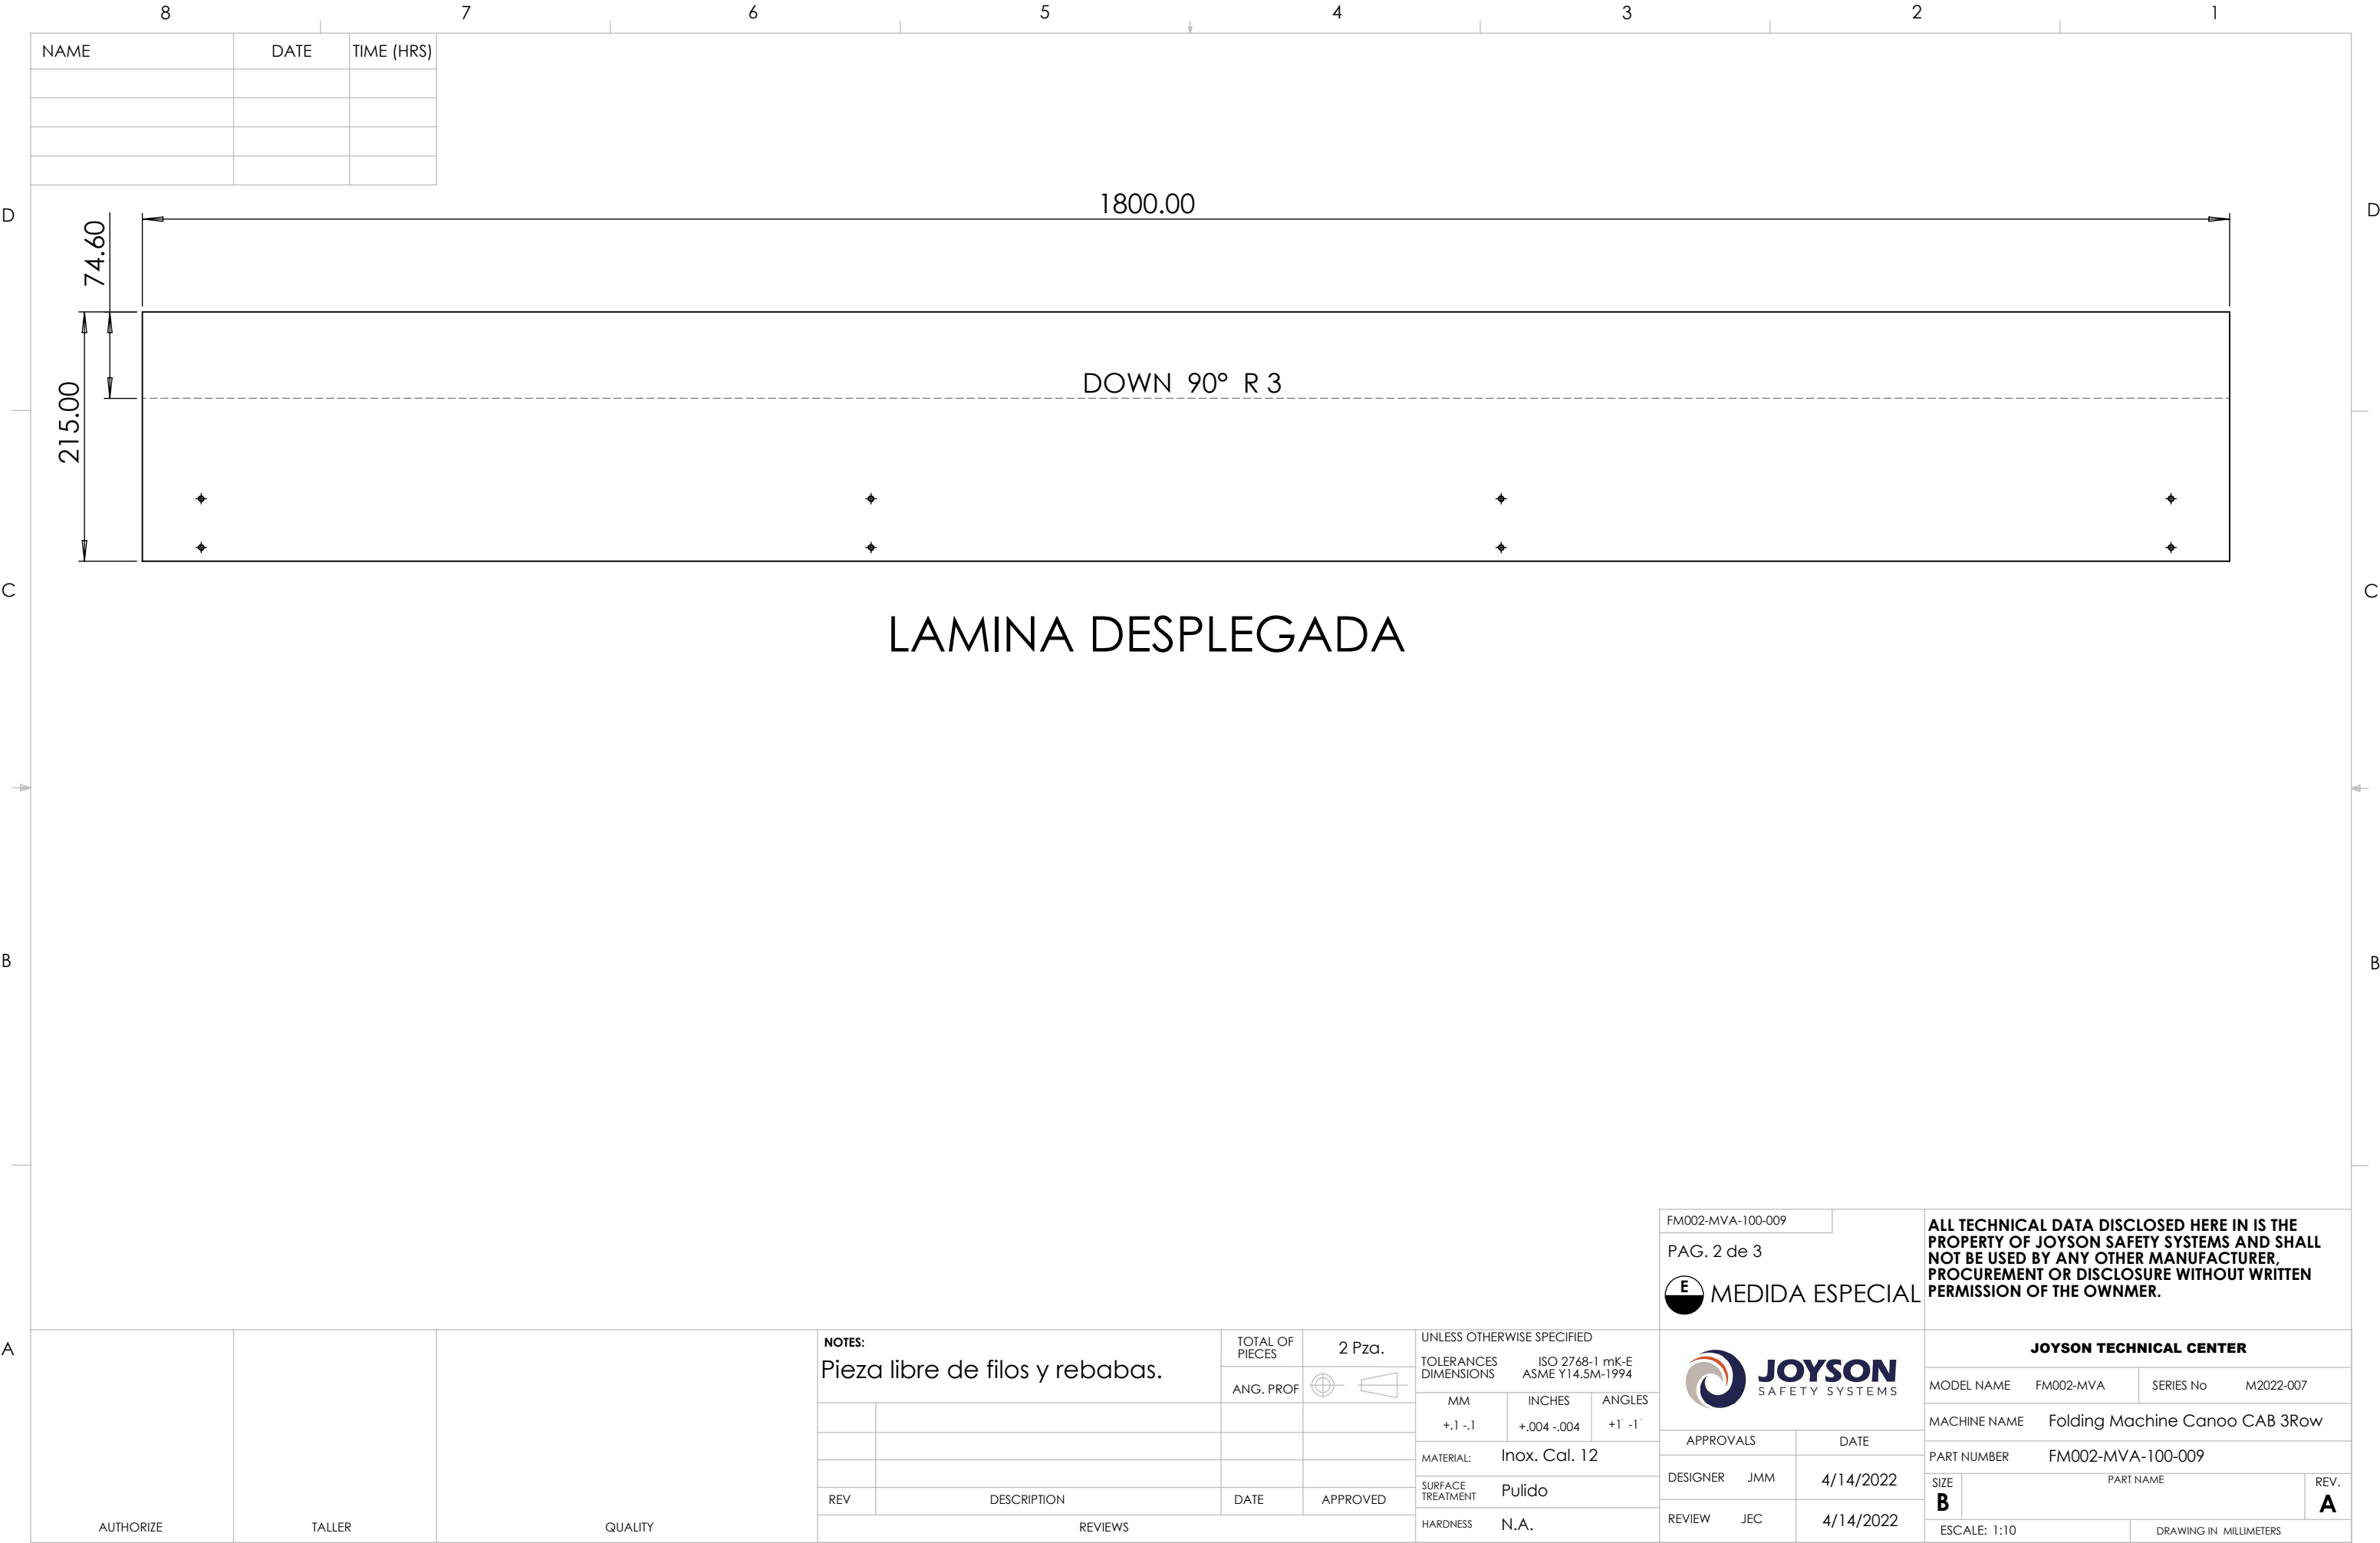 8 7 6 5 4 3 2 1
NAME DATE TIME (HRS)
D D
1800.00
74.60
215.00
DOWN 90° R 3
C C
LAMINA DESPLEGADA
B B
FM002-MVA-100-009
PAG. 2 de 3
E MEDIDA ESPECIAL
ALL TECHNICAL DATA DISCLOSED HERE IN IS THE
PROPERTY OF JOYSON SAFETY SYSTEMS AND SHALL
NOT BE USED BY ANY OTHER MANUFACTURER,
PROCUREMENT OR DISCLOSURE WITHOUT WRITTEN
PERMISSION OF THE OWNMER.
A
AUTHORIZE TALLER QUALITY
NOTES:
Pieza libre de filos y rebabas.
TOTAL OF
PIECES
2 Pza.
ANG. PROF
REV DESCRIPTION DATE APPROVED
REVIEWS
UNLESS OTHERWISE SPECIFIED
TOLERANCES ISO 2768-1 mK-E
DIMENSIONS ASME Y14.5M-1994
MM INCHES ANGLES
+.1 -.1 +.004 -.004 +1° -1°
MATERIAL: Inox. Cal. 12
SURFACE
TREATMENT
Pulido
HARDNESS N.A.
JOYSON
SAFETY SYSTEMS
APPROVALS DATE
DESIGNER JMM 4/14/2022
REVIEW JEC 4/14/2022
JOYSON TECHNICAL CENTER
MODEL NAME FM002-MVA SERIES No M2022-007
MACHINE NAME Folding Machine Canoo CAB 3Row
PART NUMBER FM002-MVA-100-009
SIZE PART NAME REV.
B A
ESCALE: 1:10 DRAWING IN MILLIMETERS